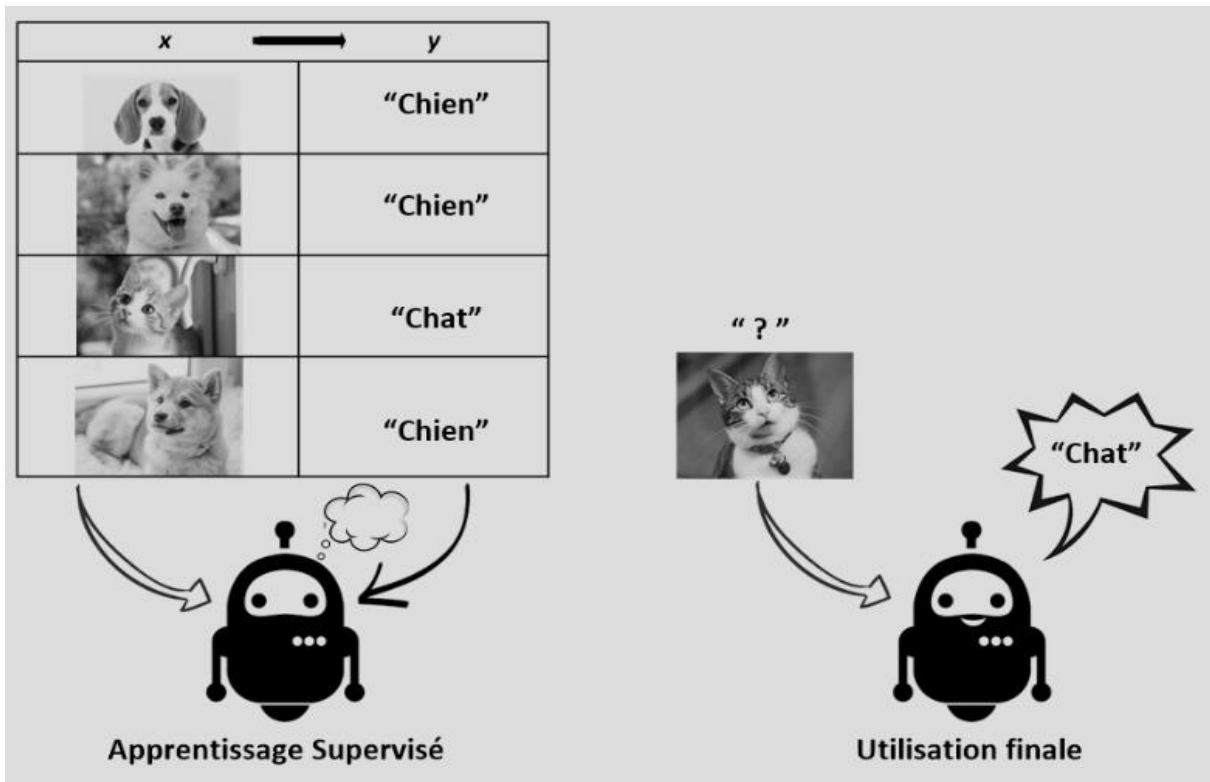 x y
“Chien”
“Chien”
“Chat”
“Chien”
“ ? ”
“Chat”
Apprentissage Supervisé
Utilisation finale